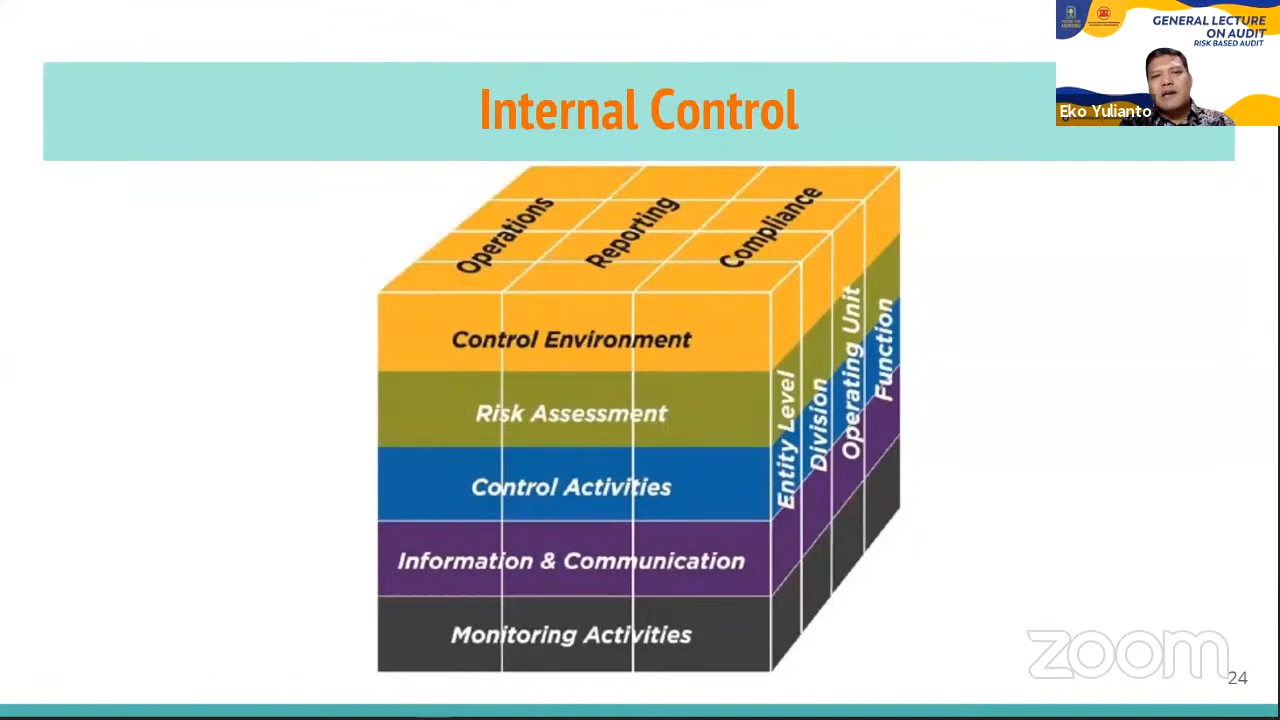 GENERAL LECTURE
ON AUDIT
RISK BASED AUDIT
Eko Yulianto
Internal Control
Operations
Reporting
Compliance
Control Environment
Risk Assessment
Control Activities
Information & Communication
Monitoring Activities
Entity Level
Division
Operating Unit
Function
zoom
24